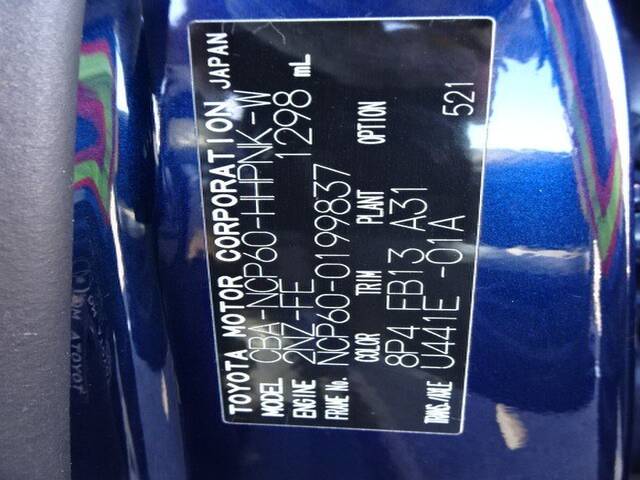 TOYOTA MOTOR CORPORATION JAPAN
MODEL CBA-NCP60-HHPNK-W
ENGINE 2NZ-FE 1298 mL
FRAME No. NCP60-0199837
COLOR TRIM PLANT OPTION
8P4 FB13 A31 521
TRANS./AXLE U441E -01A